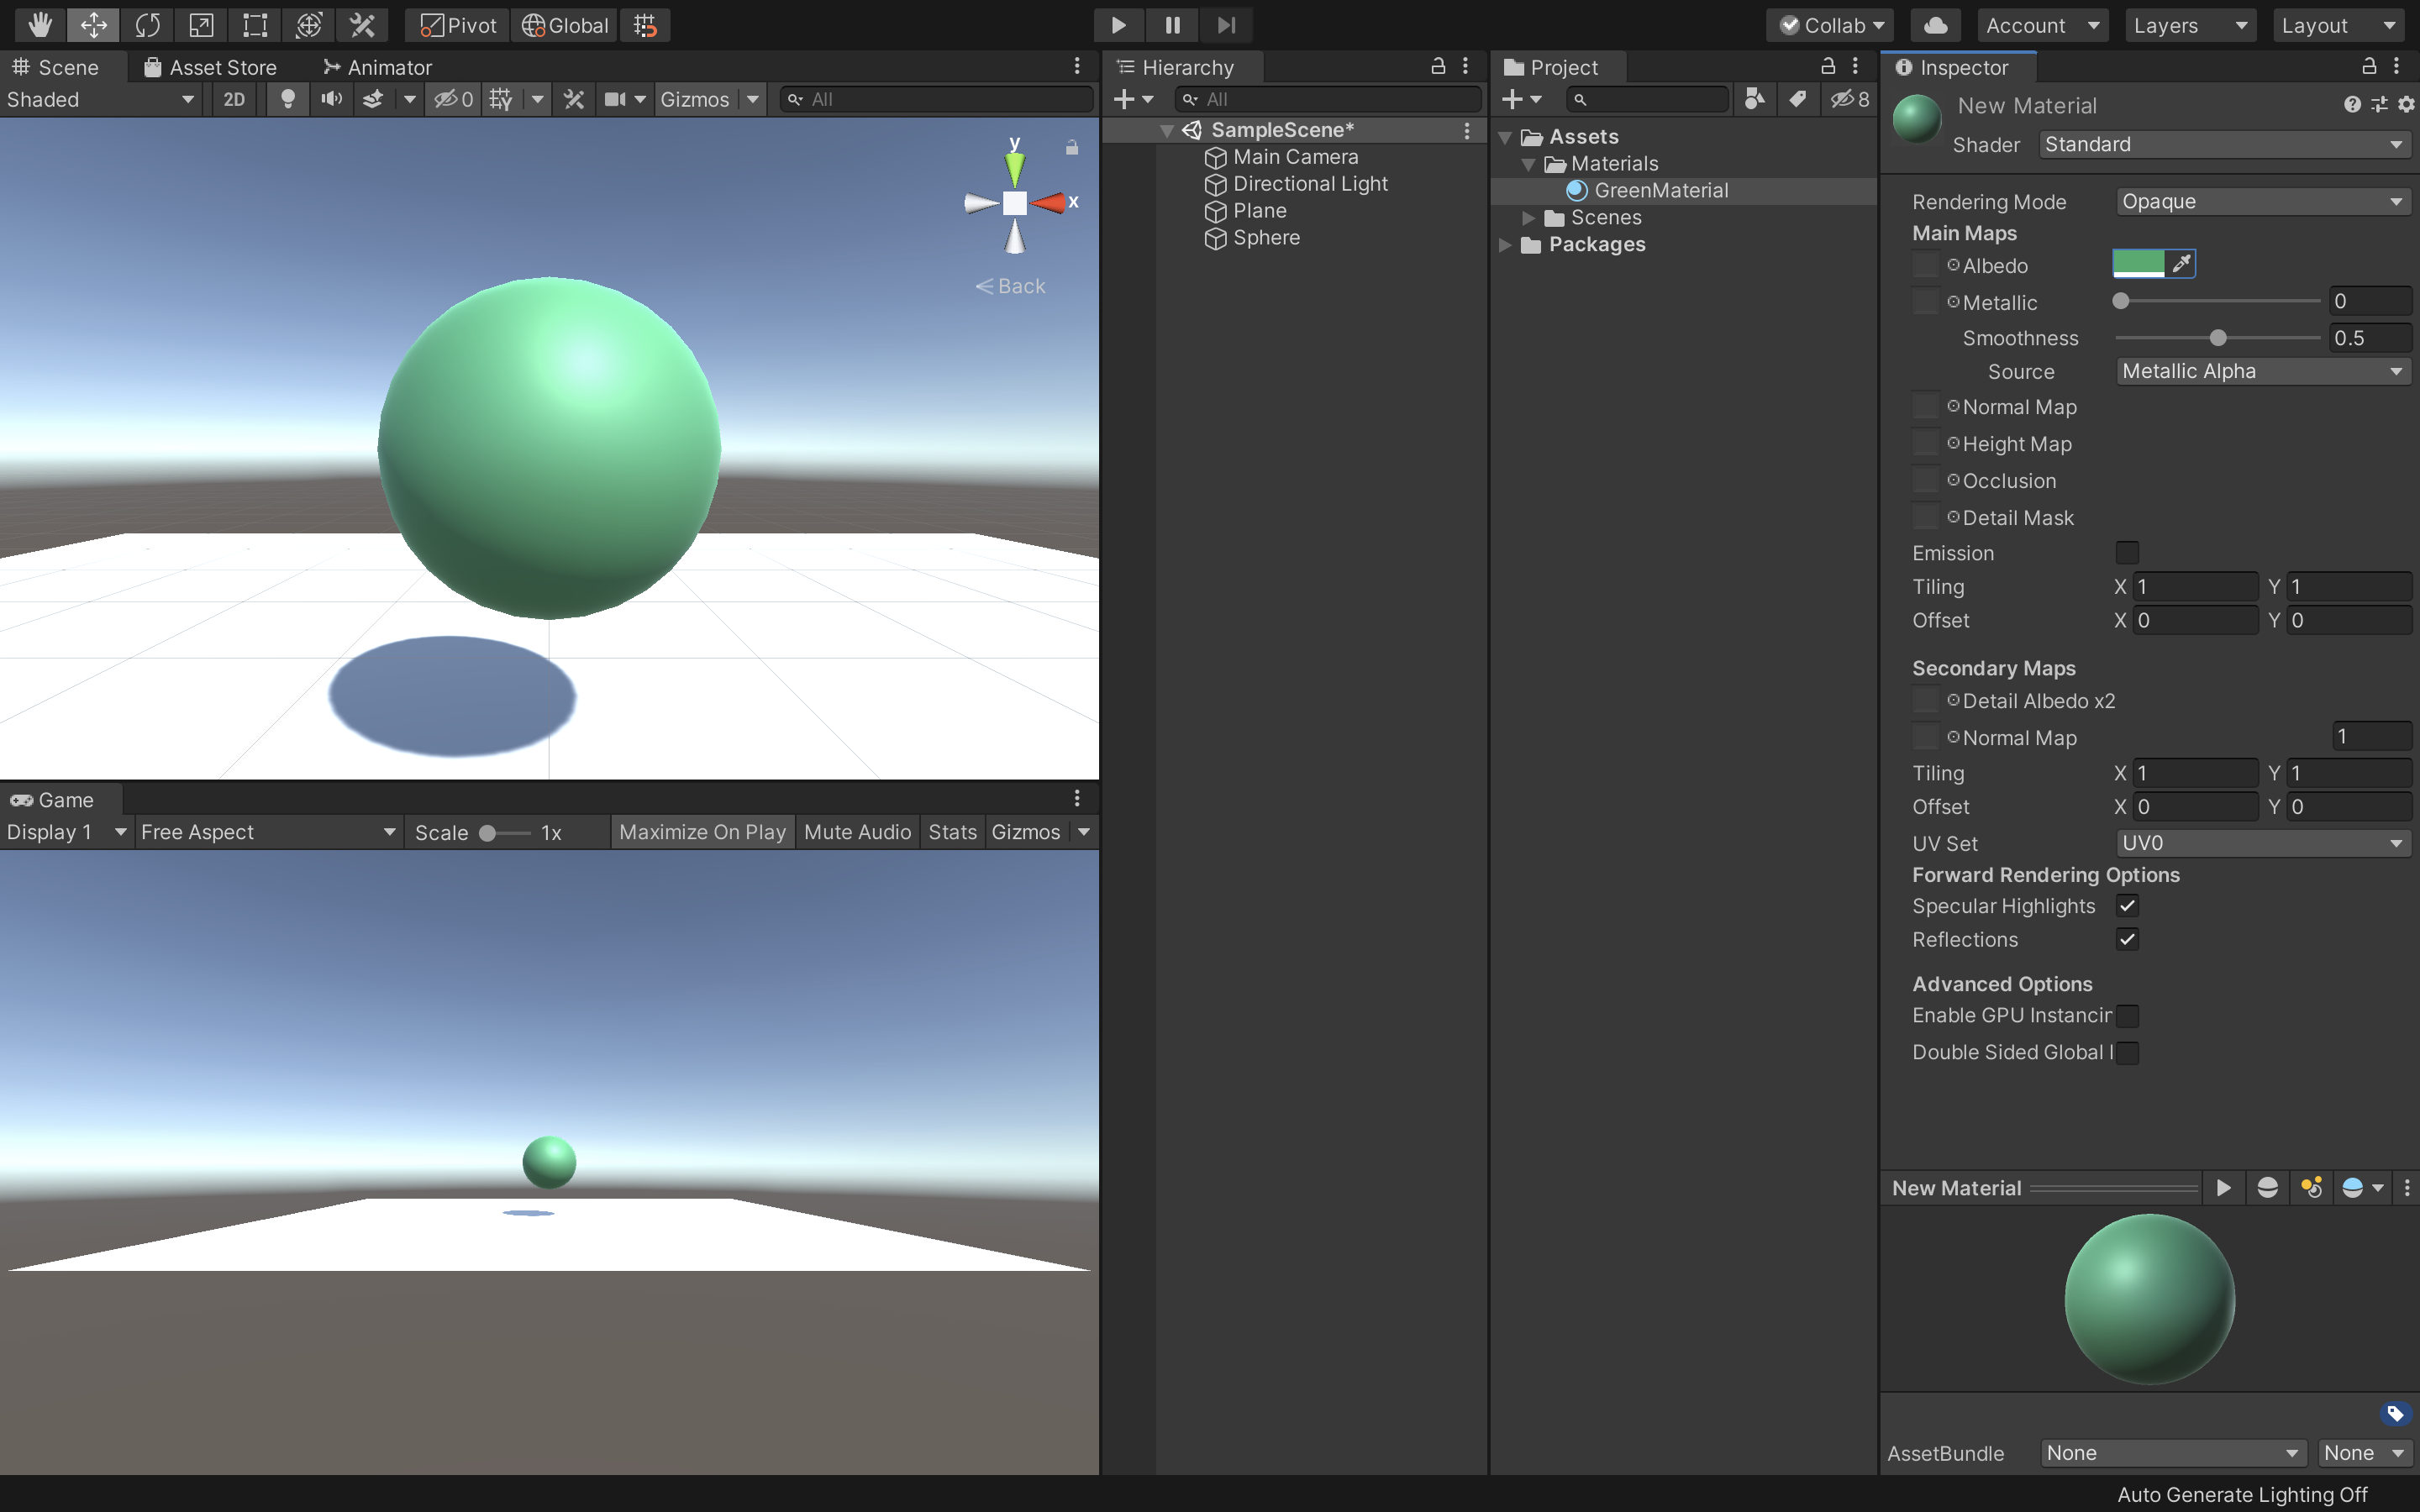 Pivot Global Collab Account Layers Layout
Scene Asset Store Animator
Shaded 2D 0 Gizmos All
y
x
Back
Game
Display 1 Free Aspect Scale 1x Maximize On Play Mute Audio Stats Gizmos
Hierarchy
All
SampleScene*
Main Camera
Directional Light
Plane
Sphere
Project
8
Assets
Materials
GreenMaterial
Scenes
Packages
Inspector
New Material
Shader Standard
Rendering Mode Opaque
Main Maps
Albedo
Metallic 0
Smoothness 0.5
Source Metallic Alpha
Normal Map
Height Map
Occlusion
Detail Mask
Emission
Tiling X 1 Y 1
Offset X 0 Y 0
Secondary Maps
Detail Albedo x2
Normal Map 1
Tiling X 1 Y 1
Offset X 0 Y 0
UV Set UV0
Forward Rendering Options
Specular Highlights
Reflections
Advanced Options
Enable GPU Instancin
Double Sided Global I
New Material
AssetBundle None None
Auto Generate Lighting Off